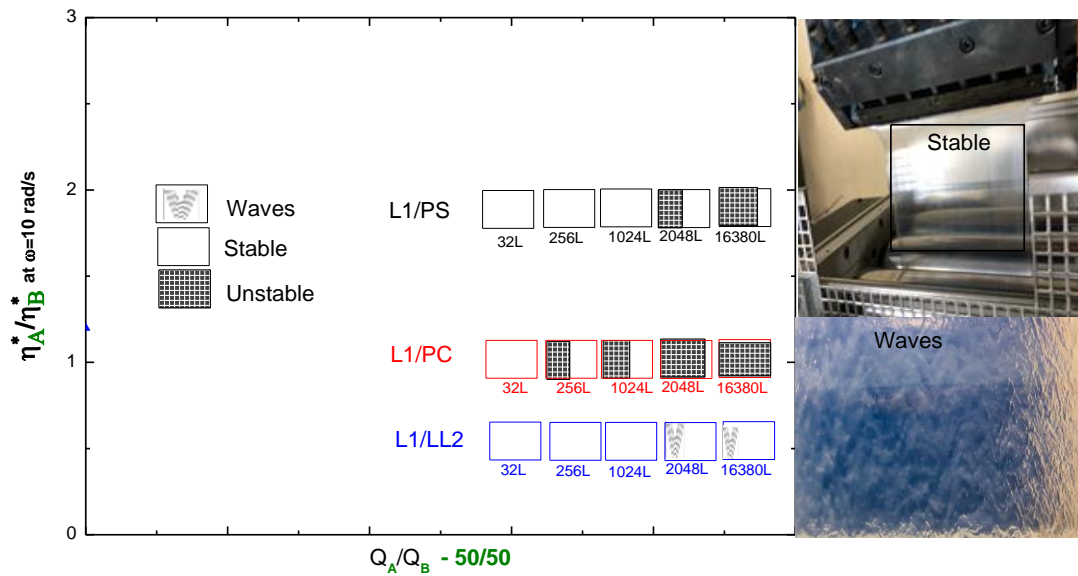 3
2
1
0
η*A/η*B at ω=10 rad/s
Waves
Stable
Unstable
L1/PS
32L 256L 1024L 2048L 16380L
L1/PC
32L 256L 1024L 2048L 16380L
L1/LL2
32L 256L 1024L 2048L 16380L
QA/QB - 50/50
Stable
Waves